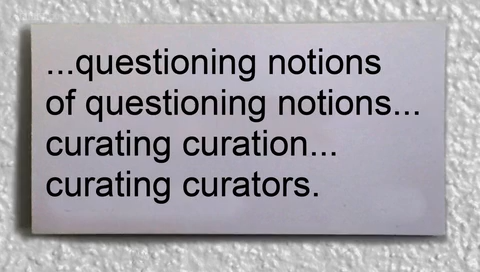 ...questioning notions
of questioning notions...
curating curation...
curating curators.